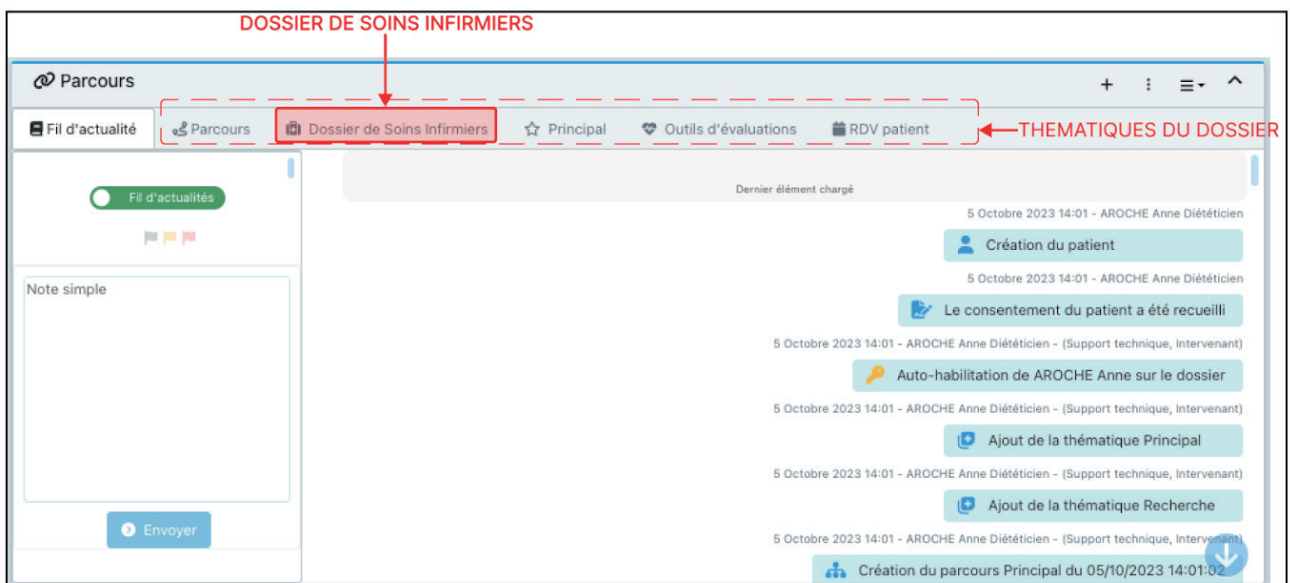 DOSSIER DE SOINS INFIRMIERS
Parcours
Fil d'actualité Parcours Dossier de Soins Infirmiers Principal Outils d'évaluations RDV patient
THEMATIQUES DU DOSSIER
Fil d'actualités
Note simple
Envoyer
Dernier élément chargé
5 Octobre 2023 14:01 - AROCHE Anne Diététicien
Création du patient
5 Octobre 2023 14:01 - AROCHE Anne Diététicien
Le consentement du patient a été recueilli
5 Octobre 2023 14:01 - AROCHE Anne Diététicien - (Support technique, Intervenant)
Auto-habilitation de AROCHE Anne sur le dossier
5 Octobre 2023 14:01 - AROCHE Anne Diététicien - (Support technique, Intervenant)
Ajout de la thématique Principal
5 Octobre 2023 14:01 - AROCHE Anne Diététicien - (Support technique, Intervenant)
Ajout de la thématique Recherche
5 Octobre 2023 14:01 - AROCHE Anne Diététicien - (Support technique, Intervenant)
Création du parcours Principal du 05/10/2023 14:01:02